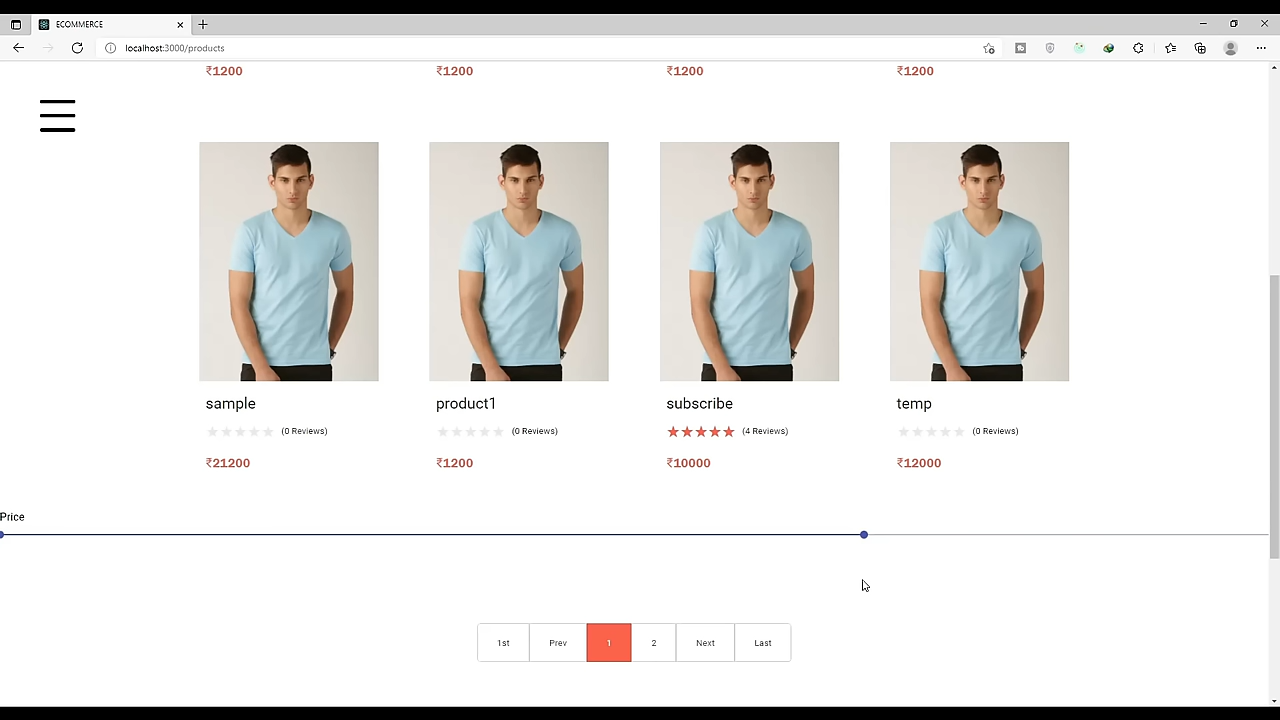 ECOMMERCE
localhost:3000/products
₹1200 ₹1200 ₹1200 ₹1200
sample product1 subscribe temp
(0 Reviews) (0 Reviews) (4 Reviews) (0 Reviews)
₹21200 ₹1200 ₹10000 ₹12000
Price
1st Prev 1 2 Next Last